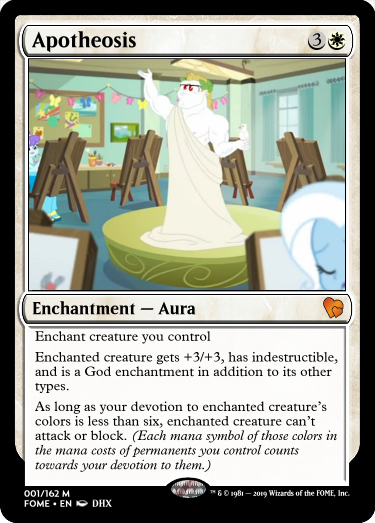 Apotheosis 3
Enchantment — Aura
Enchant creature you control
Enchanted creature gets +3/+3, has indestructible,
and is a God enchantment in addition to its other
types.
As long as your devotion to enchanted creature's
colors is less than six, enchanted creature can't
attack or block. (Each mana symbol of those colors in
the mana costs of permanents you control counts
towards your devotion to them.)
001/162 M
FOME • EN DHX
™ & © 1981 — 2019 Wizards of the FOME, Inc.